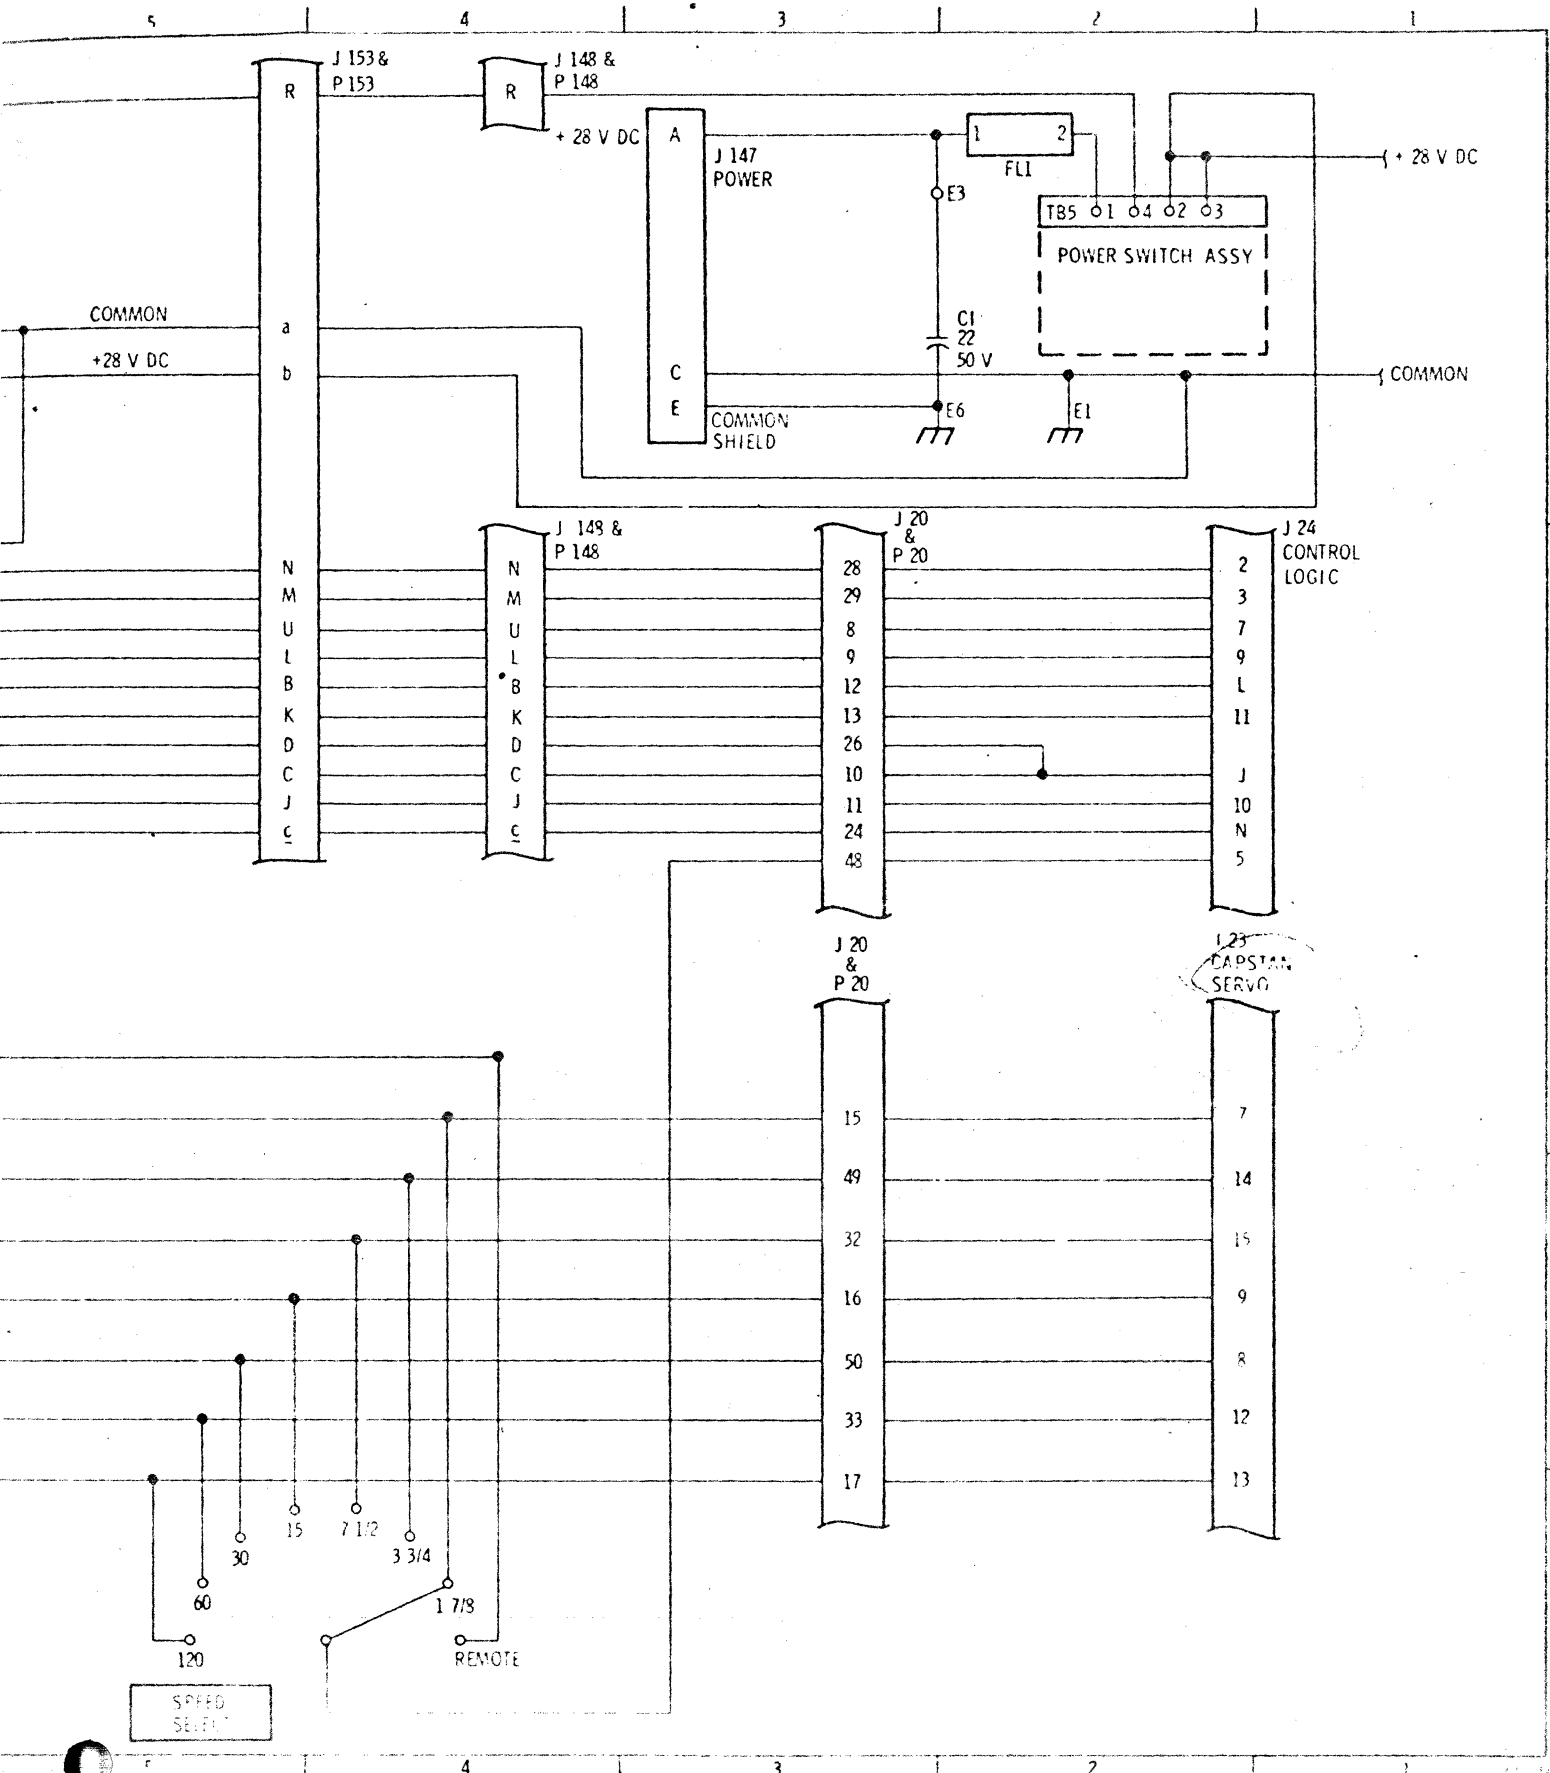 5 4 3 2 1
J 153 &
P 153
R
J 148 &
P 148
R
+ 28 V DC
A
J 147
POWER
1 2
FL1
+ 28 V DC
E3
TB5 1 4 2 3
POWER SWITCH ASSY
COMMON
a
+28 V DC
b
C1
22
50 V
C
COMMON
E
COMMON
SHIELD
E6
E1
J 148 &
P 148
J 20
&
P 20
J 24
CONTROL
LOGIC
N N 28 2
M M 29 3
U U 8 7
L L 9 9
B B 12 L
K K 13 11
D D 26
C C 10 J
J J 11 10
c c 24 N
48 5
J 20
&
P 20
J 23
CAPSTAN
SERVO
15 7
49 14
32 15
16 9
50 8
33 12
17 13
15
7 1/2
30
3 3/4
60
1 7/8
120
REMOTE
SPEED
SELECT
4 3 2 1